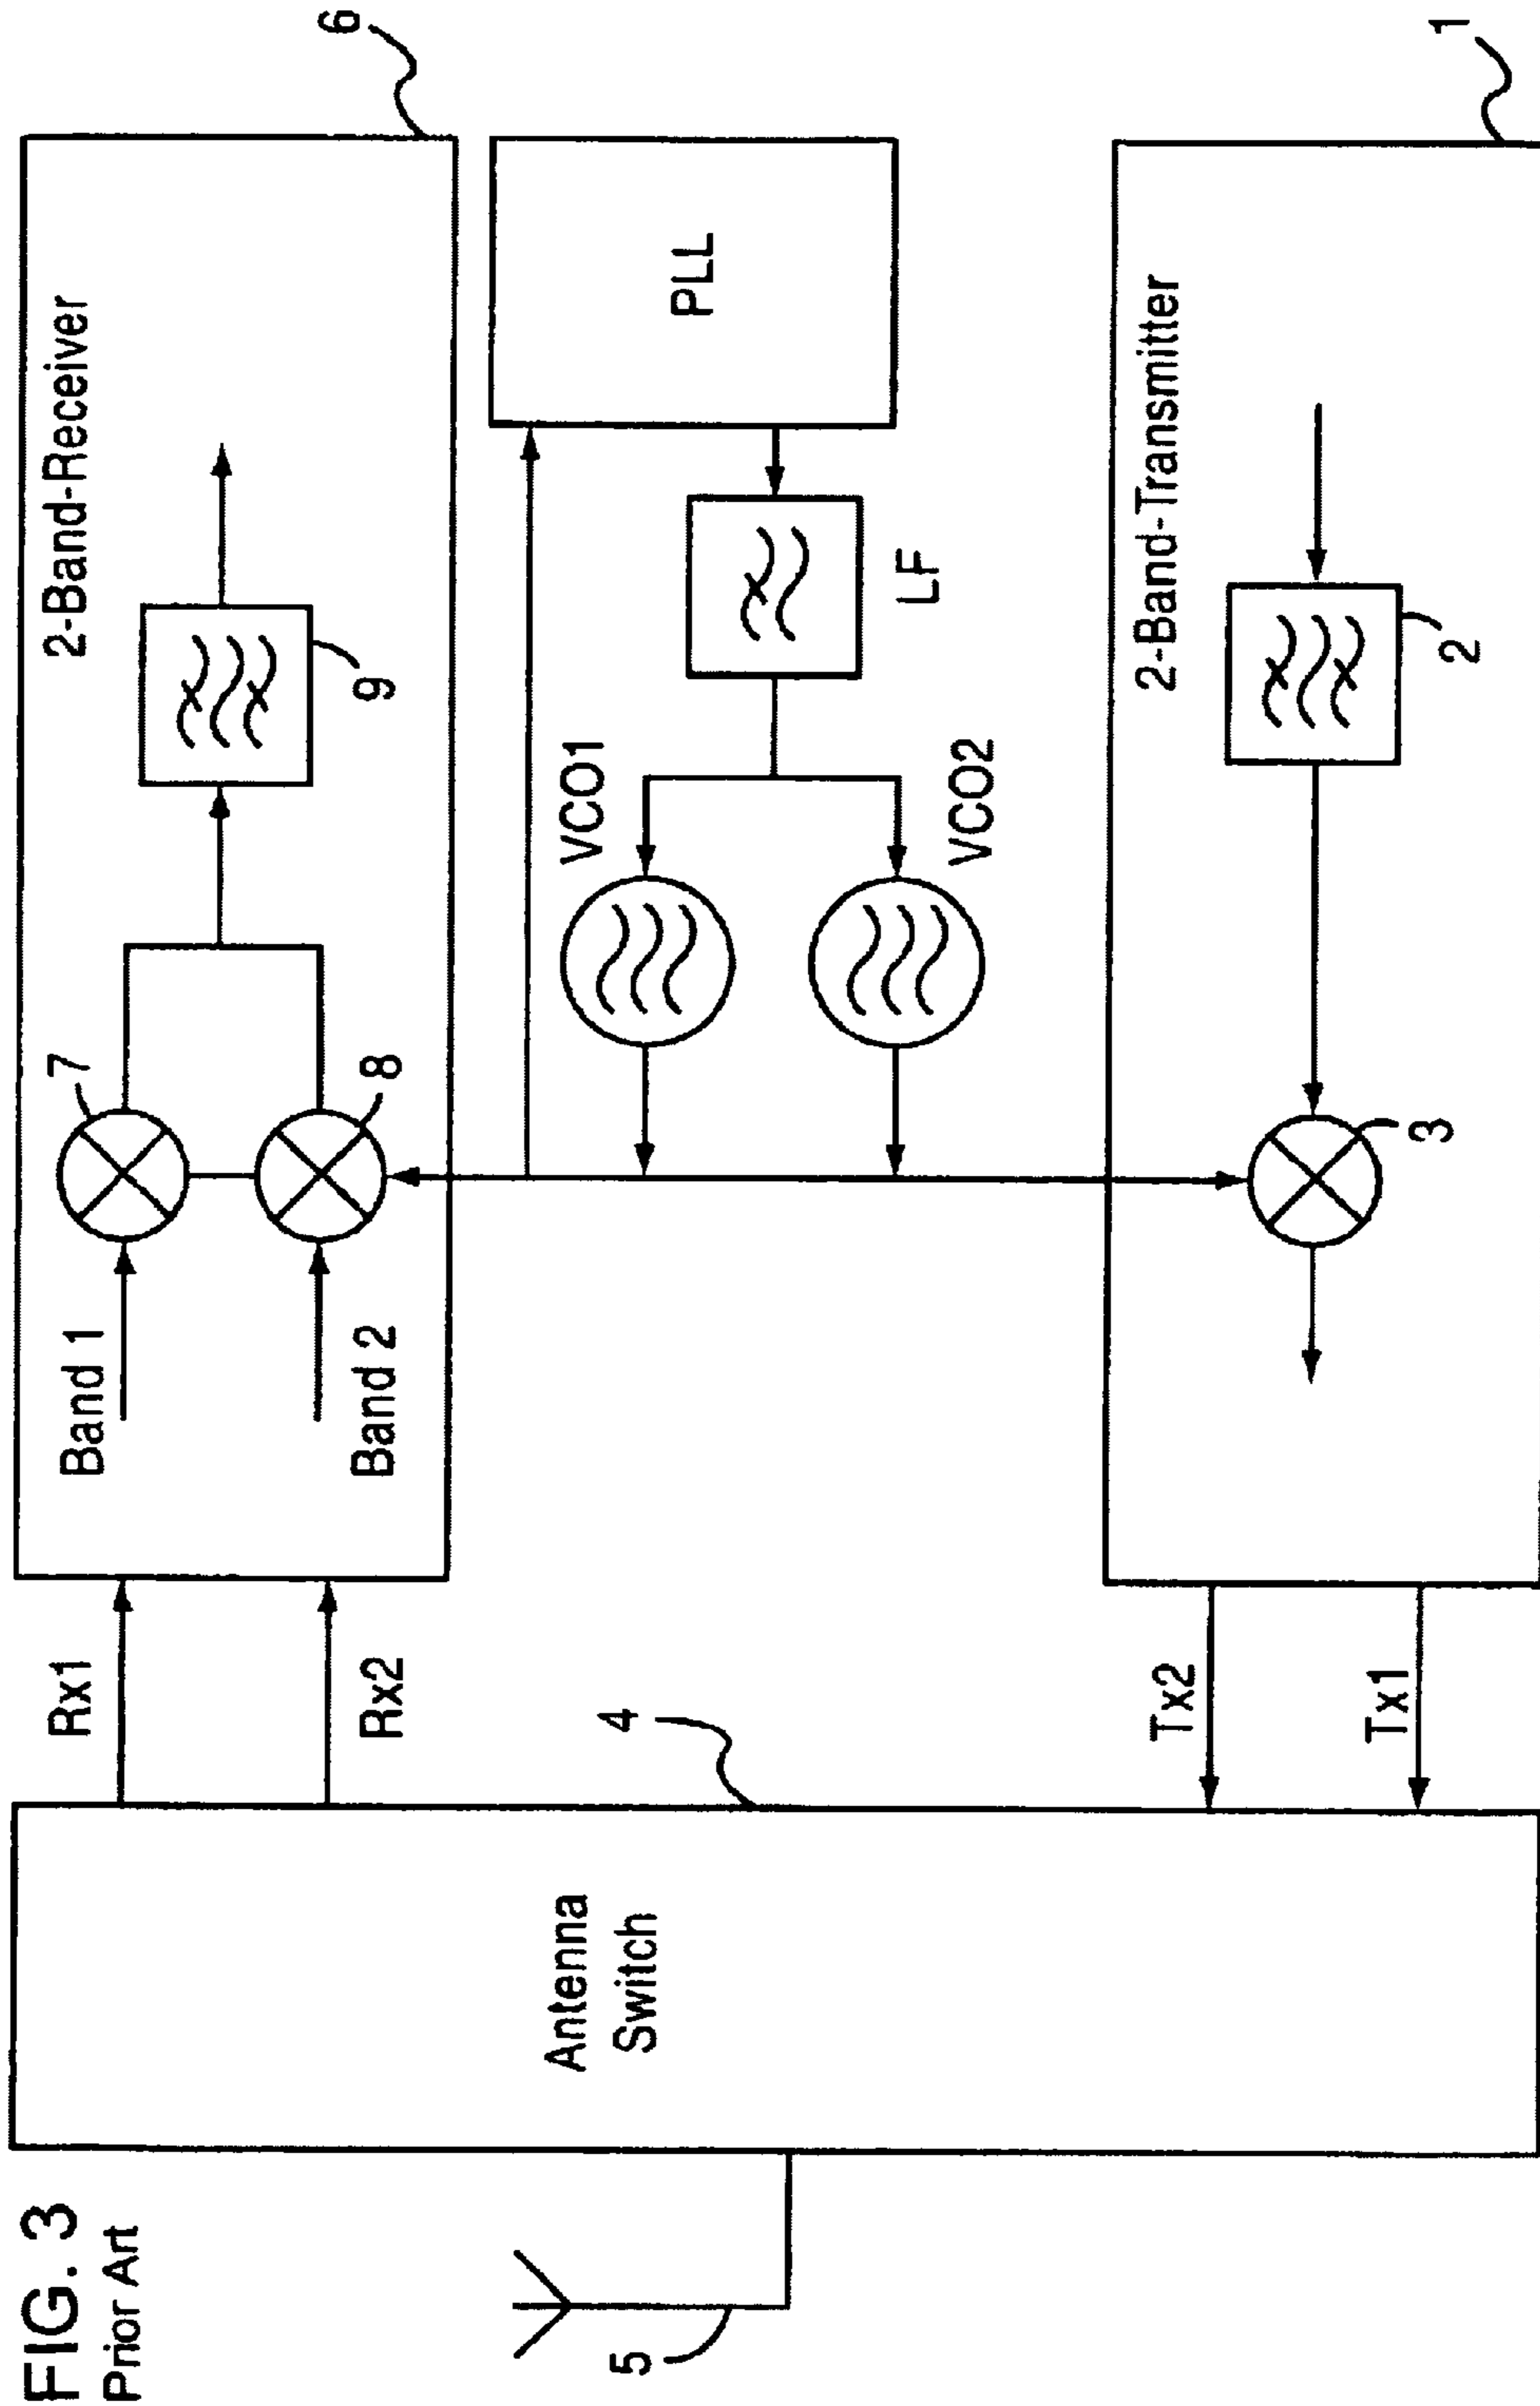 FIG. 3
Prior Art
5
Antenna
Switch
4
Rx1
Rx2
Tx2
Tx1
6
2-Band-Receiver
Band 1
Band 2
7
8
9
VCO1
VCO2
LF
PLL
1
2-Band-Transmitter
3
2